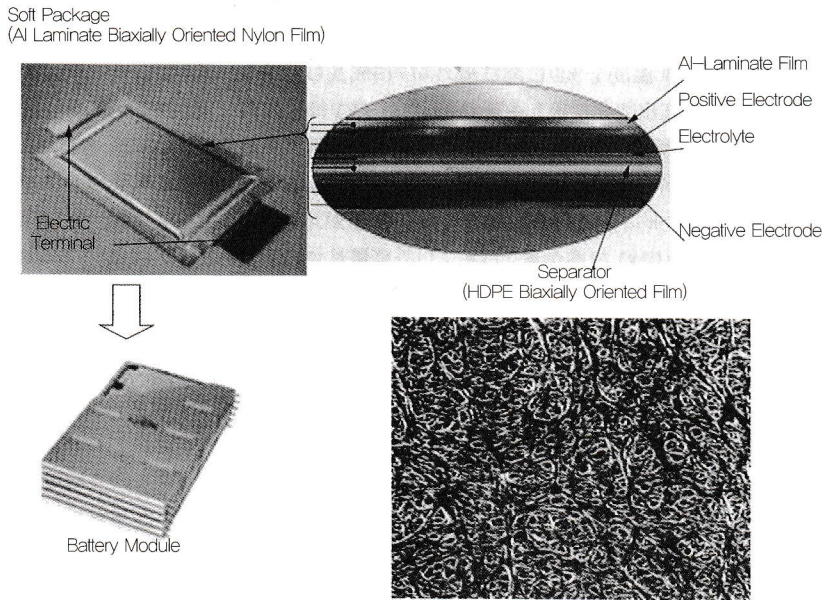 Soft Package
(Al Laminate Biaxially Oriented Nylon Film)
Al-Laminate Film
Positive Electrode
Electrolyte
Electric
Terminal
Negative Electrode
Separator
(HDPE Biaxially Oriented Film)
Battery Module